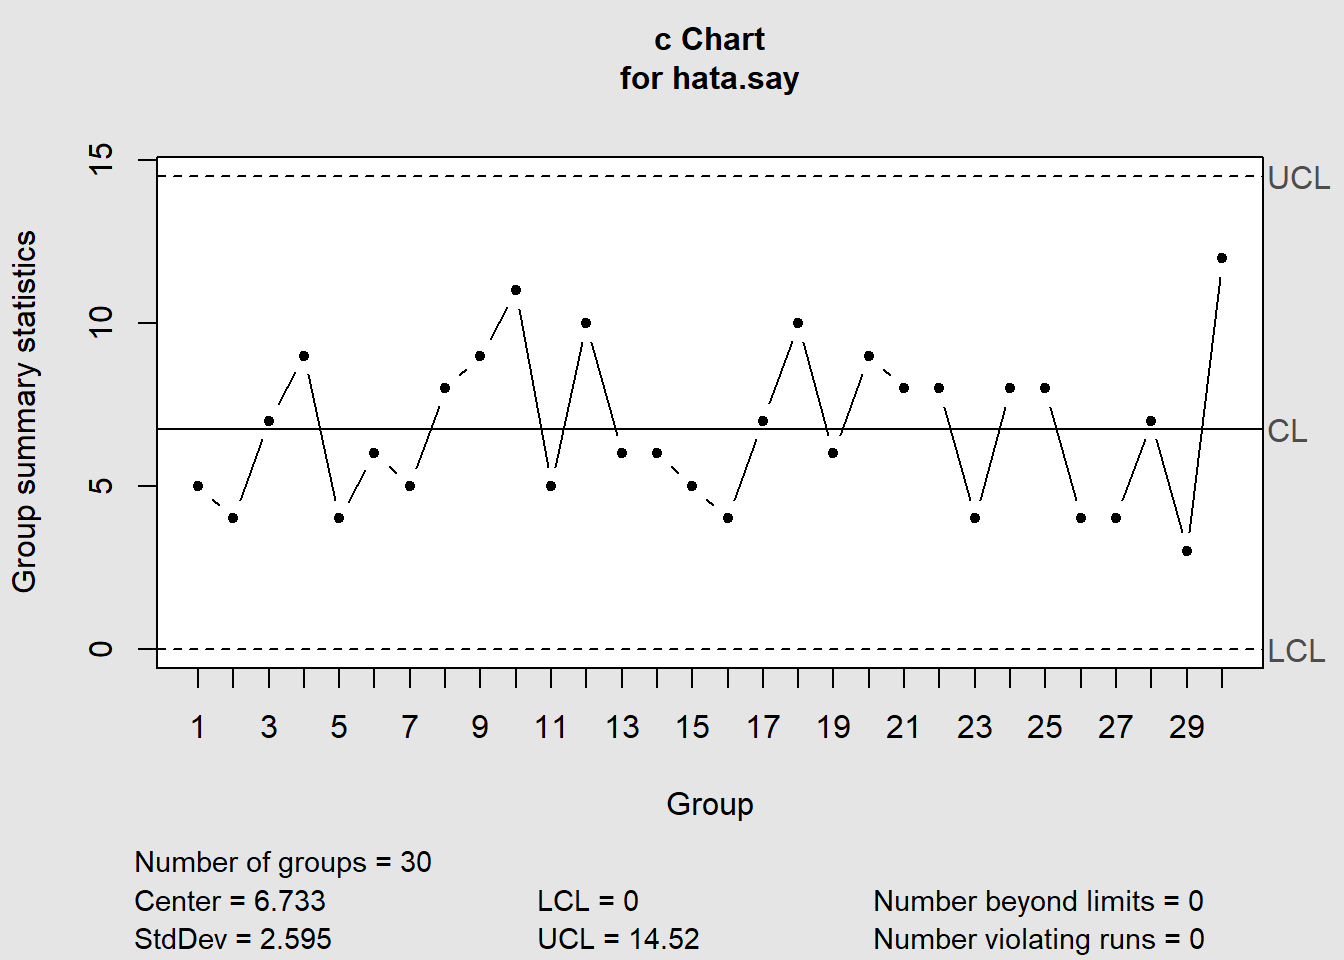 c Chart
for hata.say
Group summary statistics
15
10
5
0
UCL
CL
LCL
1 3 5 7 9 11 13 15 17 19 21 23 25 27 29
Group
Number of groups = 30
Center = 6.733 LCL = 0 Number beyond limits = 0
StdDev = 2.595 UCL = 14.52 Number violating runs = 0